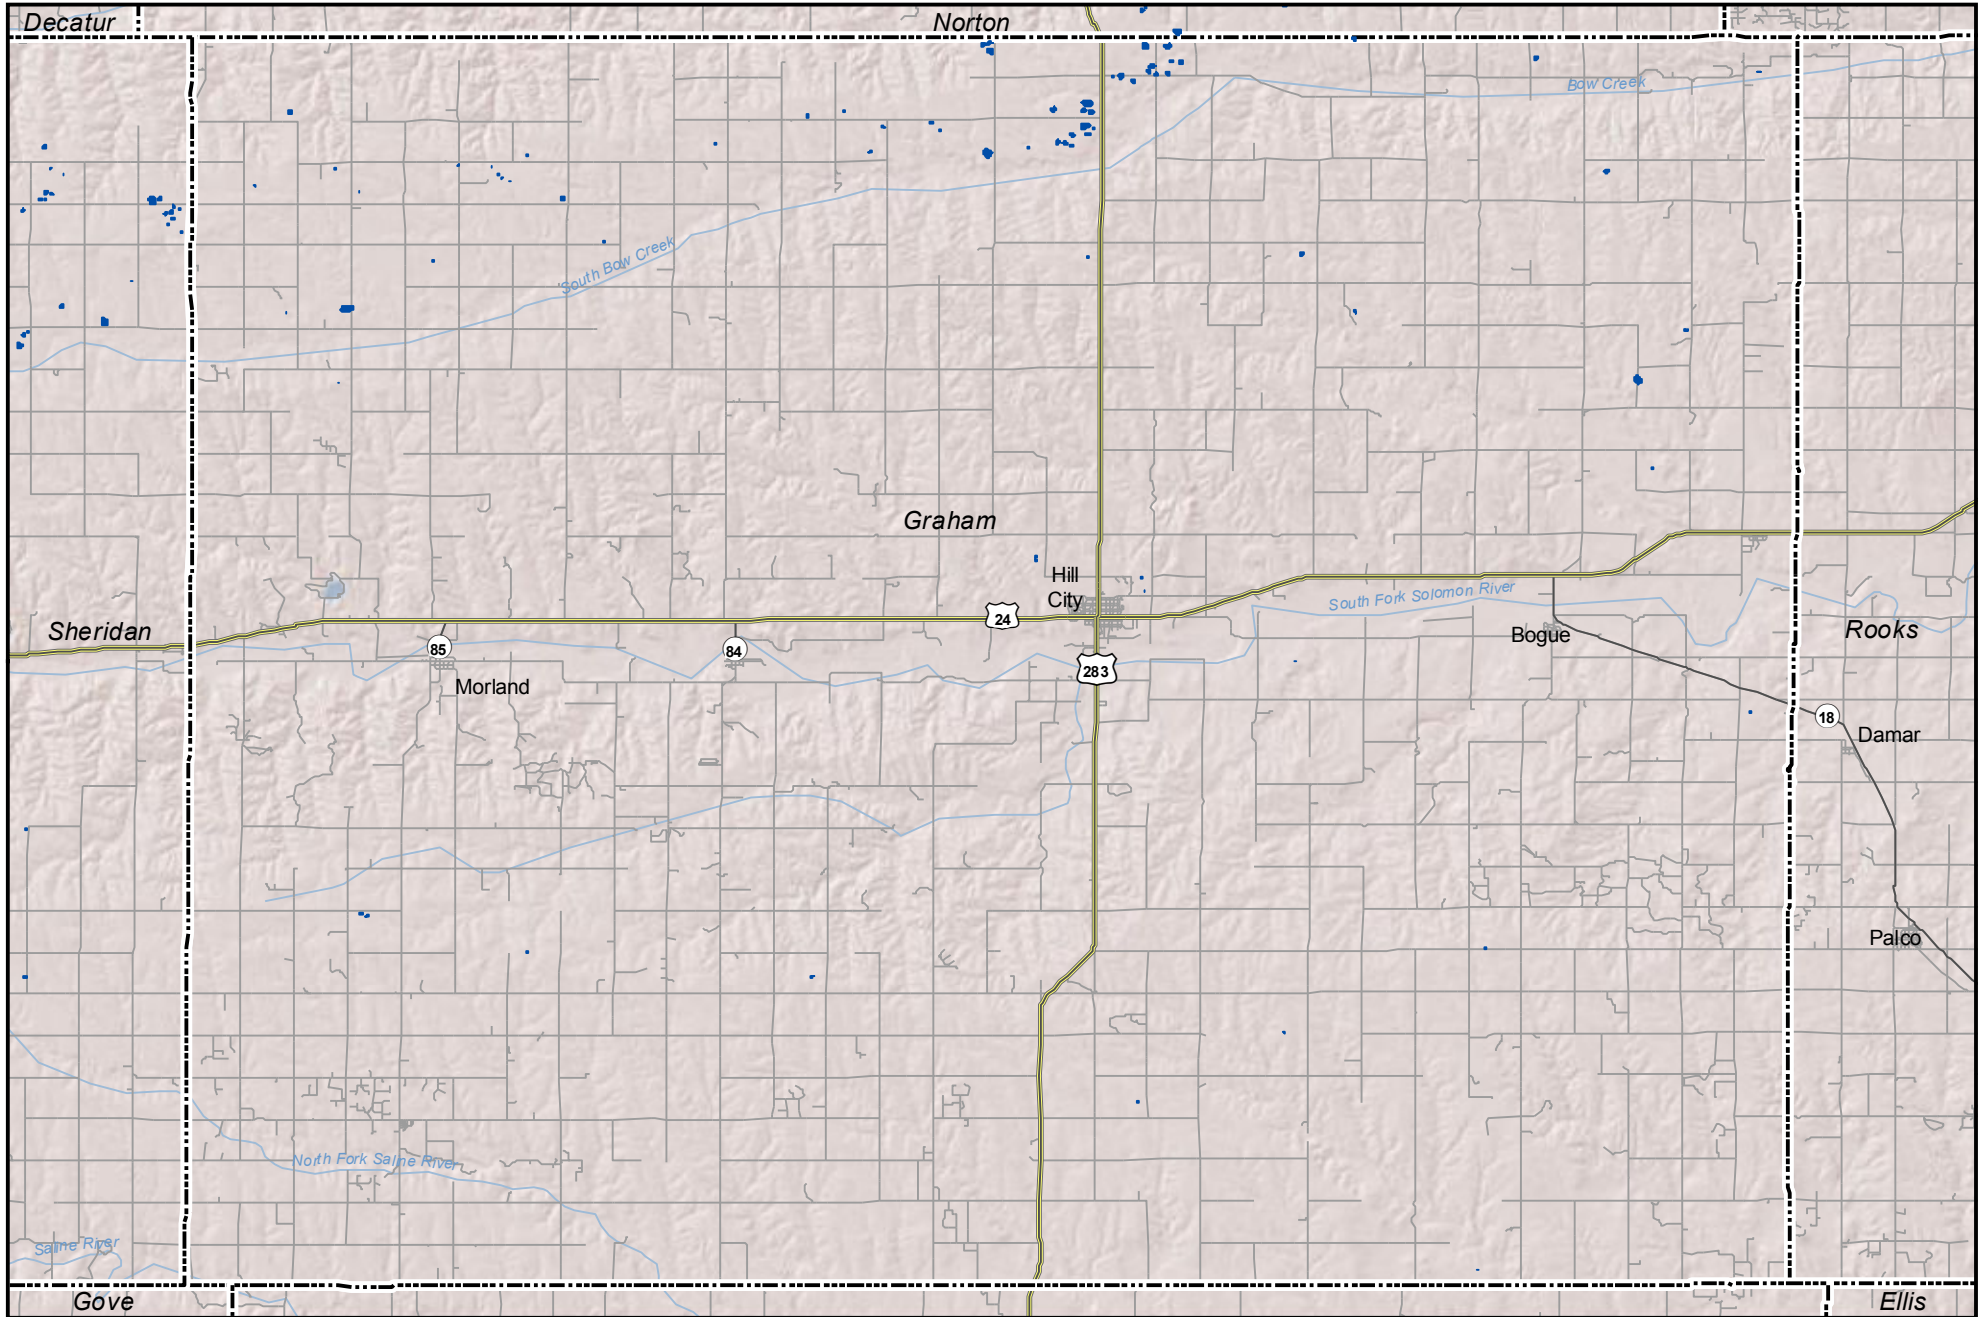 Decatur
Norton
Bow Creek
South Bow Creek
Graham
Hill
City
South Fork Solomon River
24
Sheridan
Bogue
Rooks
85
84
283
Morland
18
Damar
Palco
North Fork Saline River
Saline River
Gove
Ellis